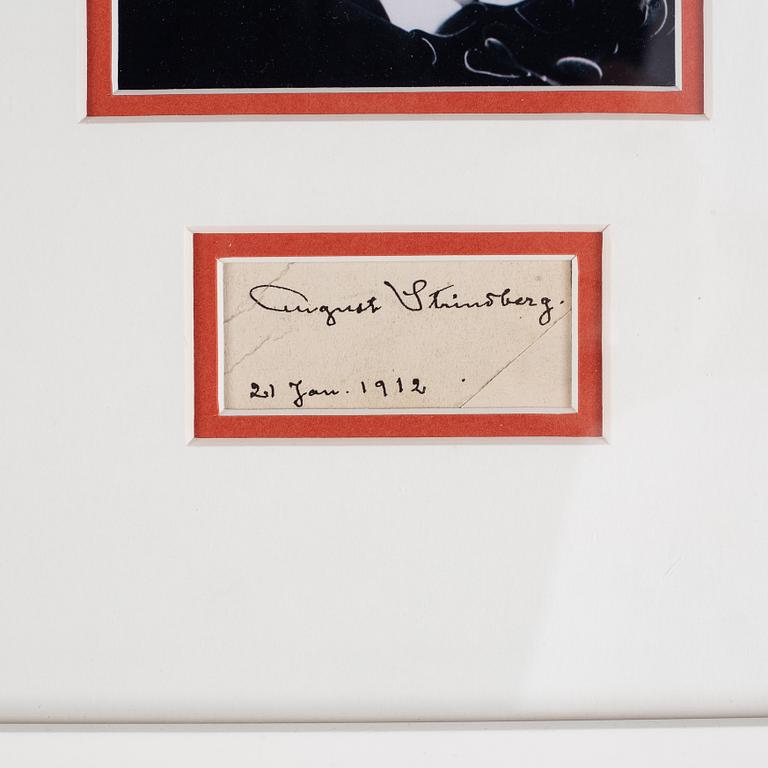 August Strindberg.
21 Jan. 1912